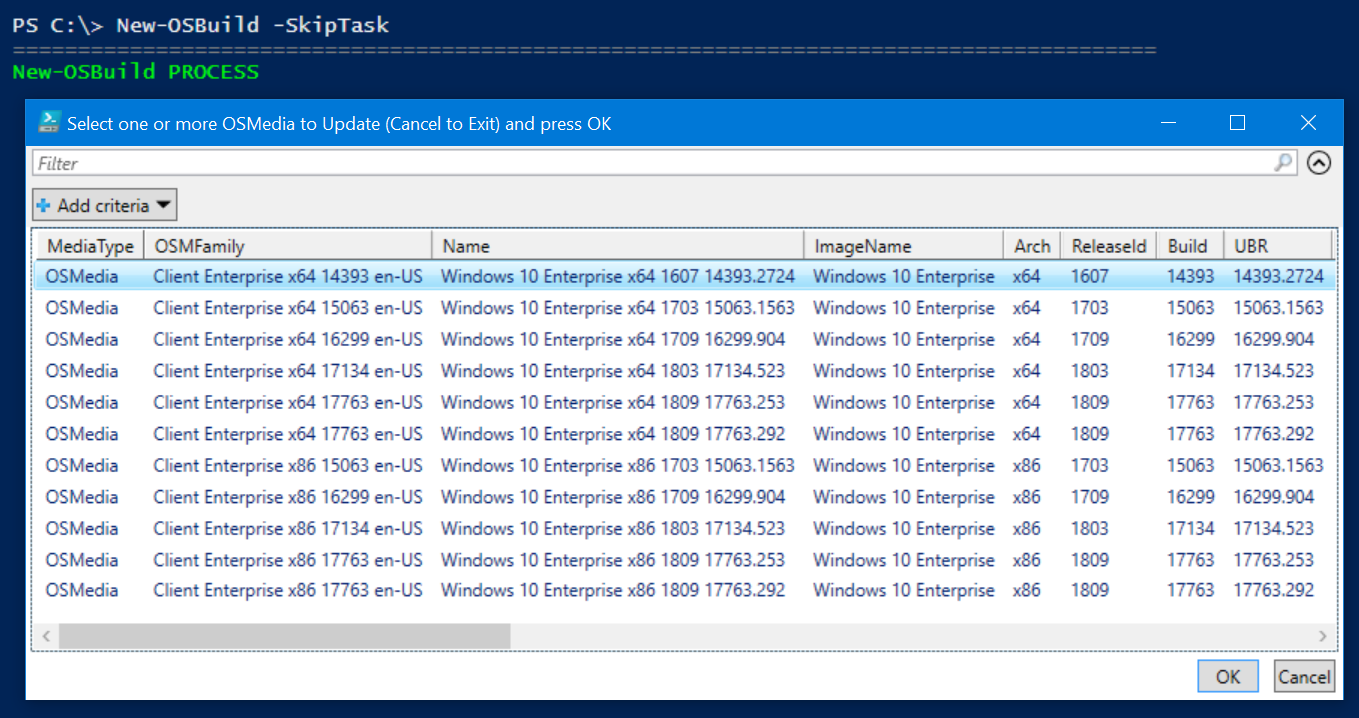 PS C:\> New-OSBuild -SkipTask
========================================================================================
New-OSBuild PROCESS
Select one or more OSMedia to Update (Cancel to Exit) and press OK
Filter
Add criteria
MediaType OSMFamily Name ImageName Arch ReleaseId Build UBR
OSMedia Client Enterprise x64 14393 en-US Windows 10 Enterprise x64 1607 14393.2724 Windows 10 Enterprise x64 1607 14393 14393.2724
OSMedia Client Enterprise x64 15063 en-US Windows 10 Enterprise x64 1703 15063.1563 Windows 10 Enterprise x64 1703 15063 15063.1563
OSMedia Client Enterprise x64 16299 en-US Windows 10 Enterprise x64 1709 16299.904 Windows 10 Enterprise x64 1709 16299 16299.904
OSMedia Client Enterprise x64 17134 en-US Windows 10 Enterprise x64 1803 17134.523 Windows 10 Enterprise x64 1803 17134 17134.523
OSMedia Client Enterprise x64 17763 en-US Windows 10 Enterprise x64 1809 17763.253 Windows 10 Enterprise x64 1809 17763 17763.253
OSMedia Client Enterprise x64 17763 en-US Windows 10 Enterprise x64 1809 17763.292 Windows 10 Enterprise x64 1809 17763 17763.292
OSMedia Client Enterprise x86 15063 en-US Windows 10 Enterprise x86 1703 15063.1563 Windows 10 Enterprise x86 1703 15063 15063.1563
OSMedia Client Enterprise x86 16299 en-US Windows 10 Enterprise x86 1709 16299.904 Windows 10 Enterprise x86 1709 16299 16299.904
OSMedia Client Enterprise x86 17134 en-US Windows 10 Enterprise x86 1803 17134.523 Windows 10 Enterprise x86 1803 17134 17134.523
OSMedia Client Enterprise x86 17763 en-US Windows 10 Enterprise x86 1809 17763.253 Windows 10 Enterprise x86 1809 17763 17763.253
OSMedia Client Enterprise x86 17763 en-US Windows 10 Enterprise x86 1809 17763.292 Windows 10 Enterprise x86 1809 17763 17763.292
OK Cancel